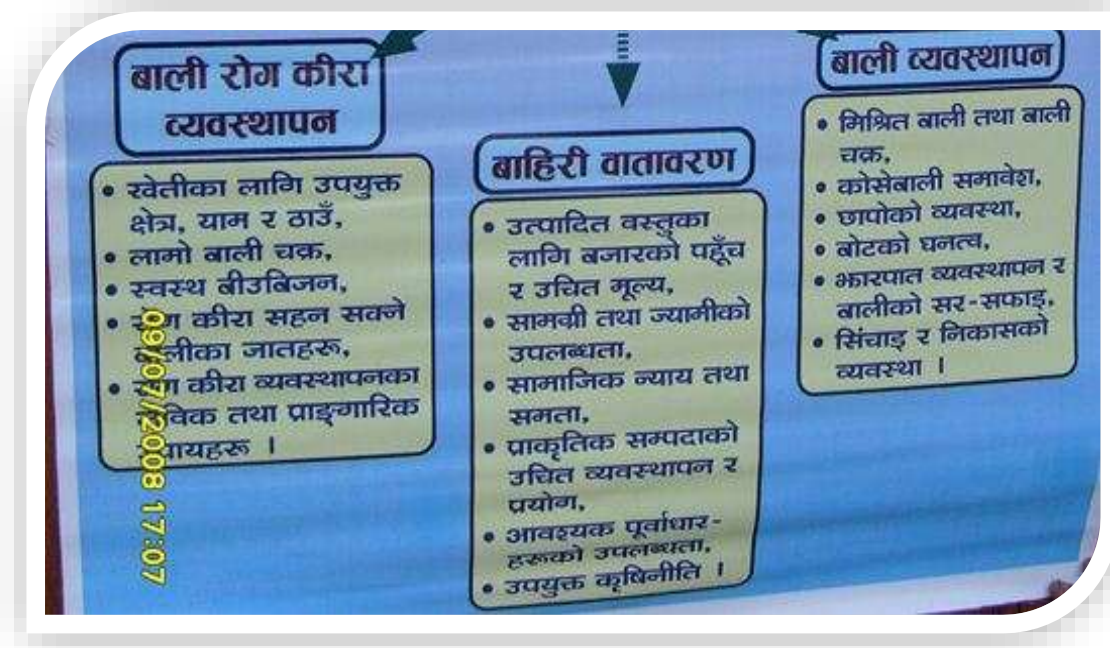 बाली रोग कीरा
व्यवस्थापन
• खेतीका लागि उपयुक्त
क्षेत्र, याम र ठाउँ,
• लामो बाली चक्र,
• स्वस्थ बीउबिजन,
• कीरा सहन सक्ने
जातहरू,
• कीरा व्यवस्थापनका
तथा प्राङ्गारिक
।
बाहिरी वातावरण
• उत्पादित वस्तुका
लागि बजारको पहूँच
र उचित मूल्य,
• सामग्री तथा ज्यामीको
उपलब्धता,
• सामाजिक न्याय तथा
समता,
• प्राकृतिक सम्पदाको
उचित व्यवस्थापन र
प्रयोग,
• आवश्यक पूर्वाधार-
हरूको उपलब्धता,
• उपयुक्त कृषिनीति ।
बाली व्यवस्थापन
• मिश्रित बाली तथा बाली
चक्र,
• कोसेबाली समावेश,
• छापोको व्यवस्था,
• बोटको घनत्व,
• झारपात व्यवस्थापन र
बालीको सर-सफाइ,
• सिंचाइ र निकासको
व्यवस्था ।
09/07/2008 17:07